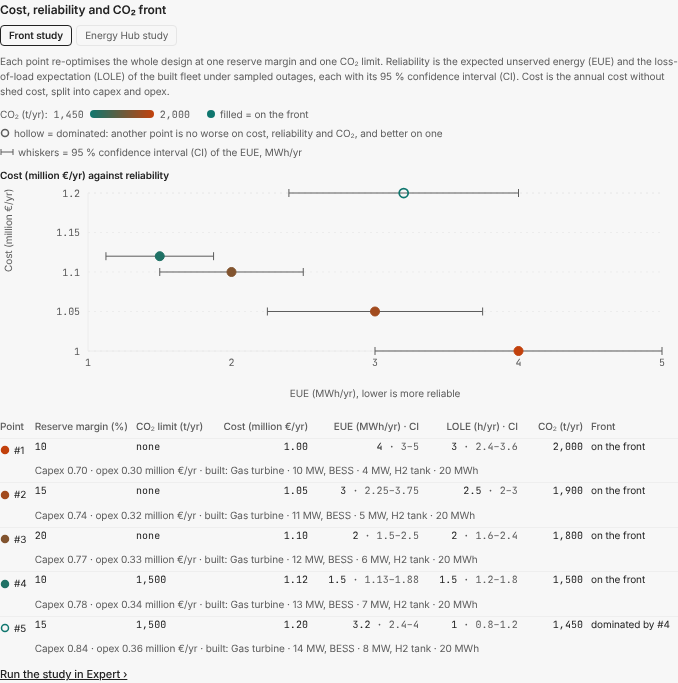 Cost, reliability and CO₂ front
Front study
Energy Hub study
Each point re-optimises the whole design at one reserve margin and one CO₂ limit. Reliability is the expected unserved energy (EUE) and the loss-
of-load expectation (LOLE) of the built fleet under sampled outages, each with its 95 % confidence interval (CI). Cost is the annual cost without
shed cost, split into capex and opex.
CO₂ (t/yr): 1,450 2,000 filled = on the front
hollow = dominated: another point is no worse on cost, reliability and CO₂, and better on one
whiskers = 95 % confidence interval (CI) of the EUE, MWh/yr
Cost (million €/yr) against reliability
Cost (million €/yr)
1.2
1.15
1.1
1.05
1
1 2 3 4 5
EUE (MWh/yr), lower is more reliable
Point Reserve margin (%) CO₂ limit (t/yr) Cost (million €/yr) EUE (MWh/yr) · CI LOLE (h/yr) · CI CO₂ (t/yr) Front
#1 10 none 1.00 4 · 3–5 3 · 2.4–3.6 2,000 on the front
Capex 0.70 · opex 0.30 million €/yr · built: Gas turbine · 10 MW, BESS · 4 MW, H2 tank · 20 MWh
#2 15 none 1.05 3 · 2.25–3.75 2.5 · 2–3 1,900 on the front
Capex 0.74 · opex 0.32 million €/yr · built: Gas turbine · 11 MW, BESS · 5 MW, H2 tank · 20 MWh
#3 20 none 1.10 2 · 1.5–2.5 2 · 1.6–2.4 1,800 on the front
Capex 0.77 · opex 0.33 million €/yr · built: Gas turbine · 12 MW, BESS · 6 MW, H2 tank · 20 MWh
#4 10 1,500 1.12 1.5 · 1.13–1.88 1.5 · 1.2–1.8 1,500 on the front
Capex 0.78 · opex 0.34 million €/yr · built: Gas turbine · 13 MW, BESS · 7 MW, H2 tank · 20 MWh
#5 15 1,500 1.20 3.2 · 2.4–4 1 · 0.8–1.2 1,450 dominated by #4
Capex 0.84 · opex 0.36 million €/yr · built: Gas turbine · 14 MW, BESS · 8 MW, H2 tank · 20 MWh
Run the study in Expert ›